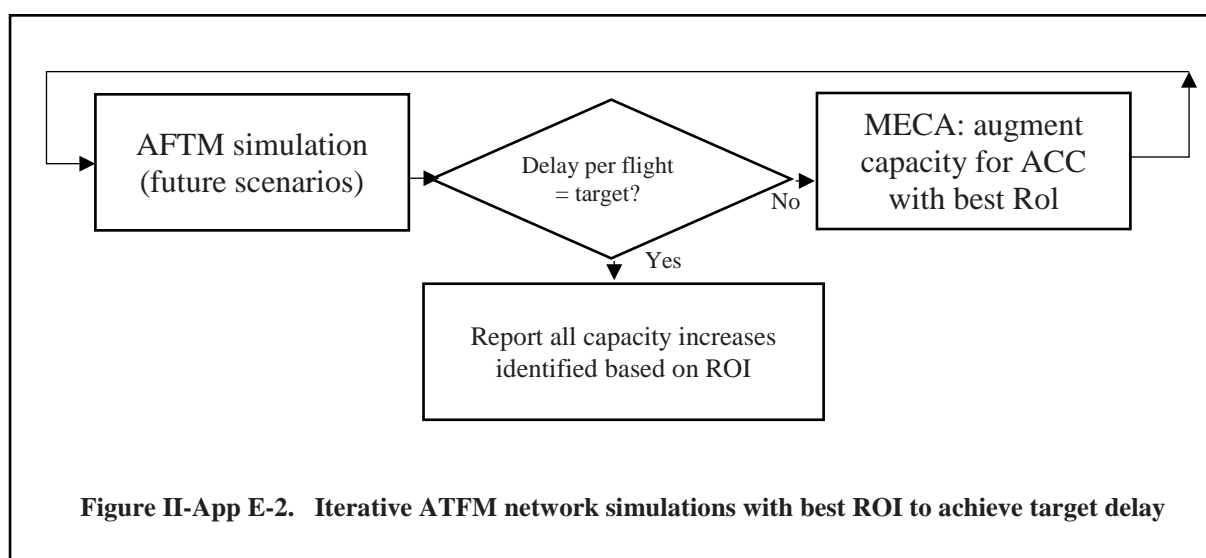 AFTM simulation
(future scenarios)
Delay per flight
= target?
No
MECA: augment
capacity for ACC
with best RoI
Yes
Report all capacity increases
identified based on ROI
Figure II-App E-2. Iterative ATFM network simulations with best ROI to achieve target delay